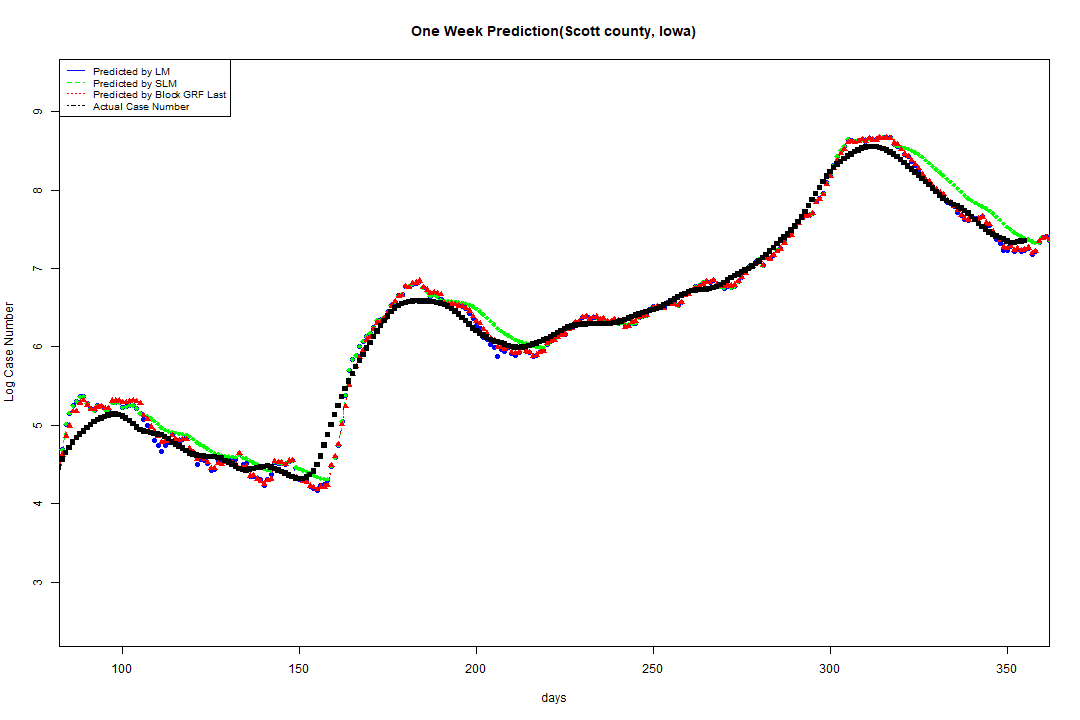 One Week Prediction(Scott county, Iowa)
Predicted by LM
Predicted by SLM
Predicted by Block GRF Last
Actual Case Number
9
8
7
6
5
4
3
Log Case Number
100 150 200 250 300 350
days